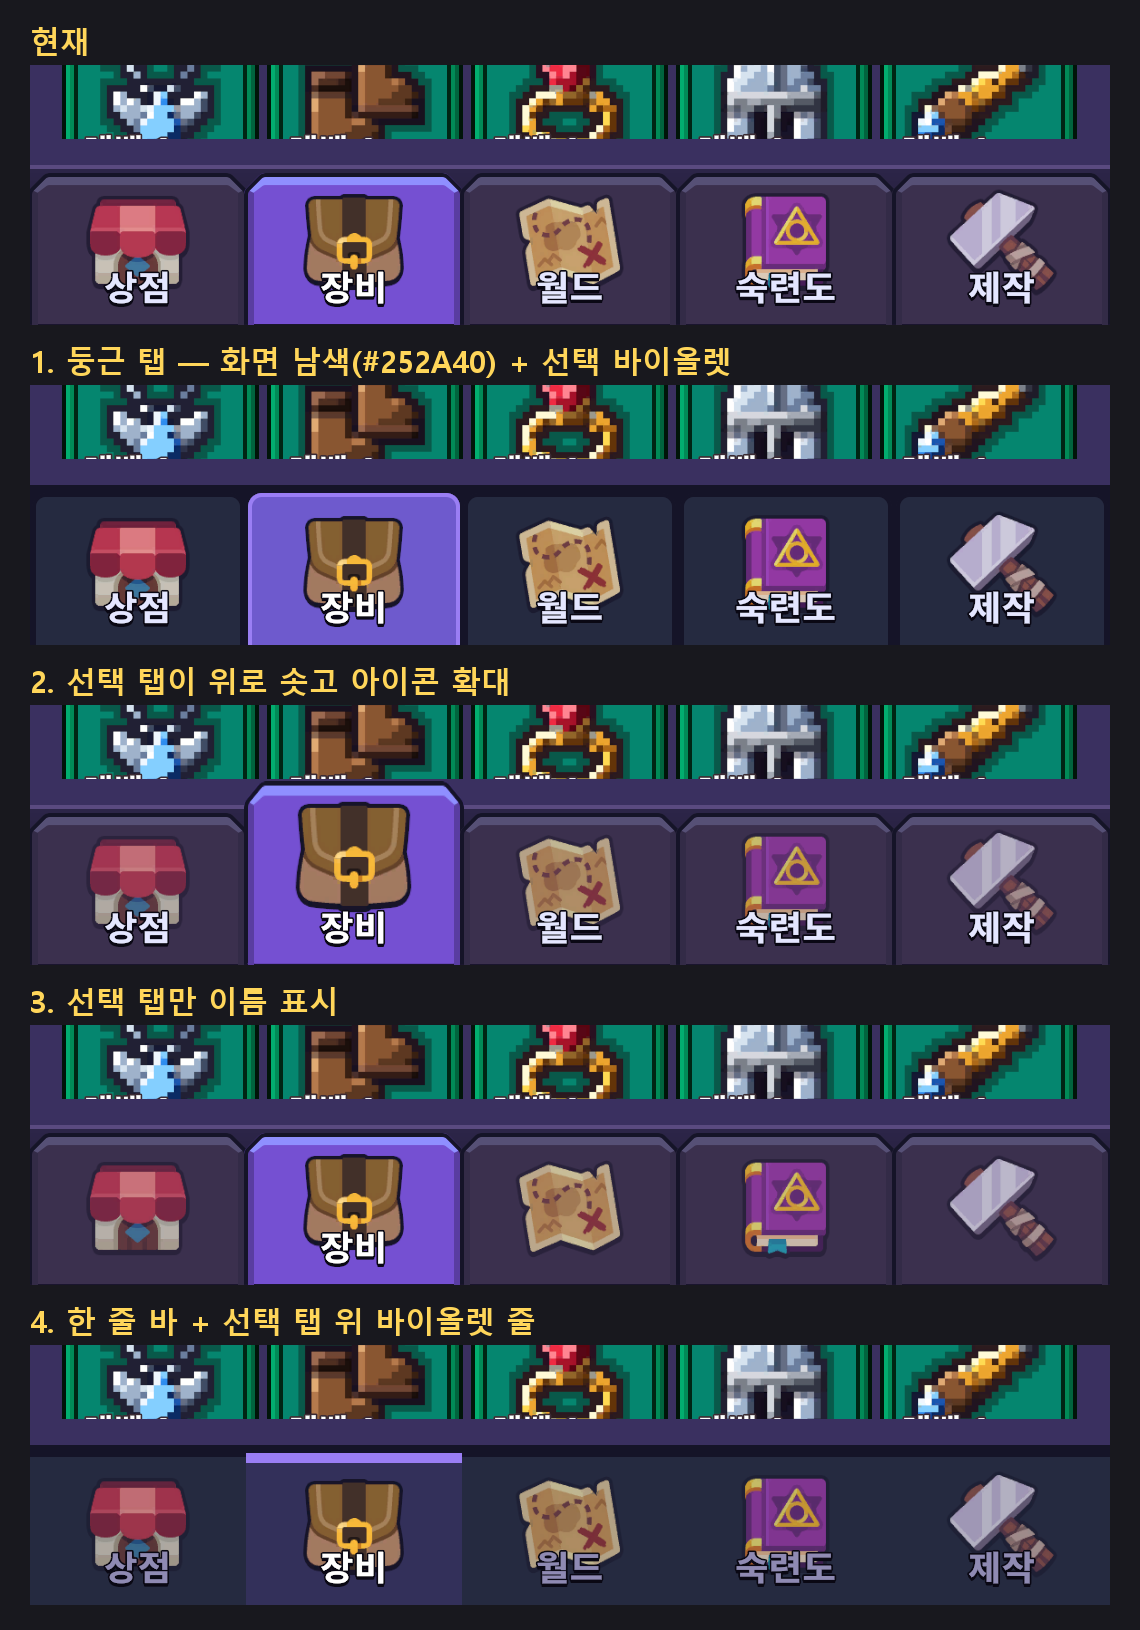 현재
상점 장비 월드 숙련도 제작
1. 둥근 탭 — 화면 남색(#252A40) + 선택 바이올렛
상점 장비 월드 숙련도 제작
2. 선택 탭이 위로 솟고 아이콘 확대
상점 장비 월드 숙련도 제작
3. 선택 탭만 이름 표시
장비
4. 한 줄 바 + 선택 탭 위 바이올렛 줄
상점 장비 월드 숙련도 제작